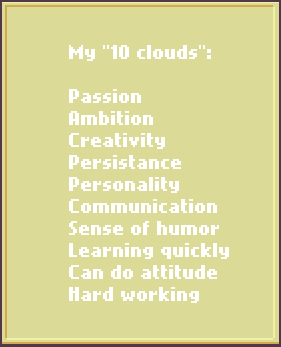 My "10 clouds":
Passion
Ambition
Creativity
Persistance
Personality
Communication
Sense of humor
Learning quickly
Can do attitude
Hard working